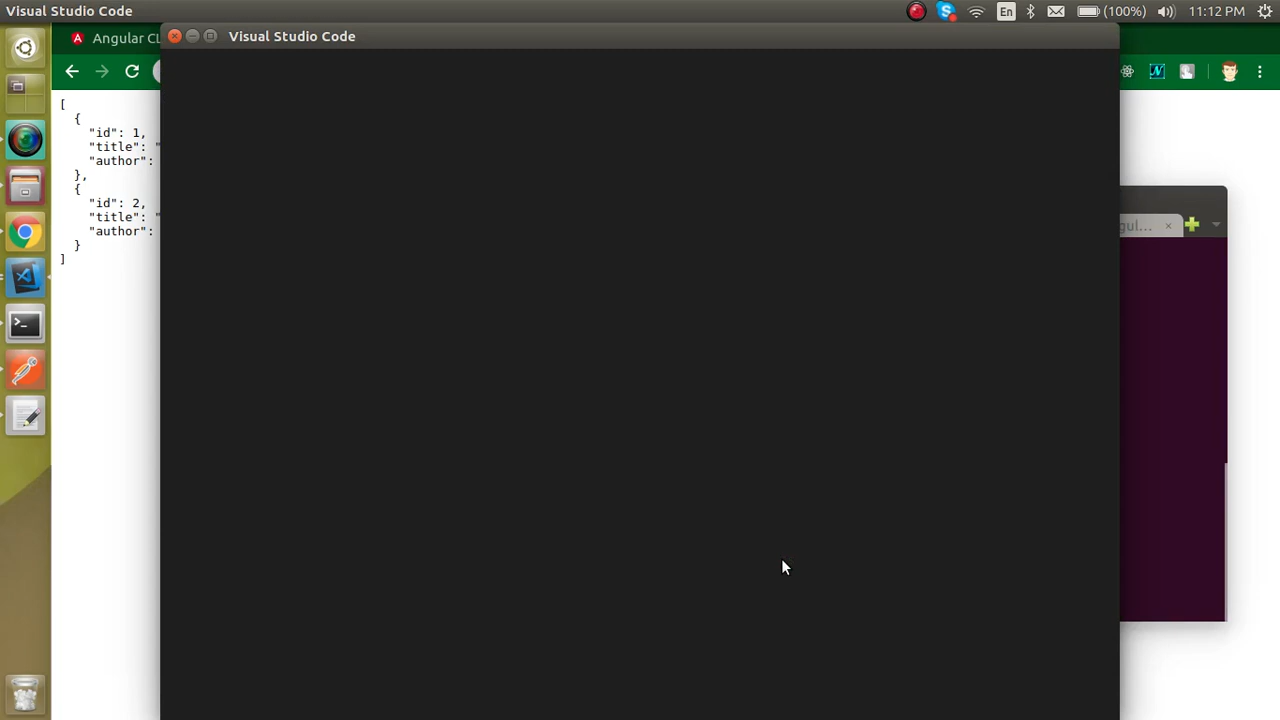 Visual Studio Code
En
(100%)
11:12 PM
Angular CL
Visual Studio Code
[
{
"id": 1,
"title": "
"author":
},
{
"id": 2,
"title": "
"author":
}
]
gul...
N